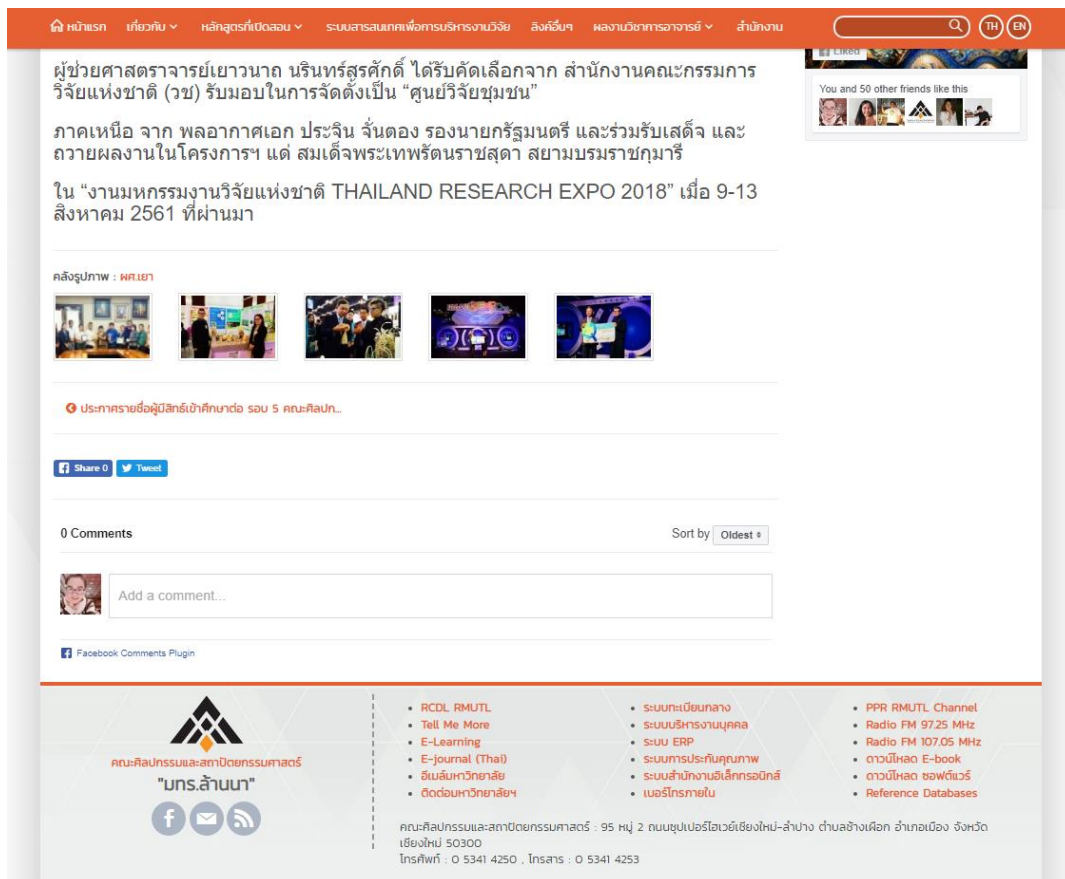 หน้าแรก เกี่ยวกับ หลักสูตรที่เปิดสอน ระบบสารสนเทศเพื่อการบริหารงานวิจัย ลิงค์อื่นๆ ผลงานวิชาการอาจารย์ สำนักงาน TH EN
Liked
You and 50 other friends like this
ผู้ช่วยศาสตราจารย์เยาวนาถ นรินทร์สรศักดิ์ ได้รับคัดเลือกจาก สำนักงานคณะกรรมการ
วิจัยแห่งชาติ (วช) รับมอบในการจัดตั้งเป็น “ศูนย์วิจัยชุมชน”
ภาคเหนือ จาก พลอากาศเอก ประจิน จั่นตอง รองนายกรัฐมนตรี และร่วมรับเสด็จ และ
ถวายผลงานในโครงการฯ แด่ สมเด็จพระเทพรัตนราชสุดา สยามบรมราชกุมารี
ใน “งานมหกรรมงานวิจัยแห่งชาติ THAILAND RESEARCH EXPO 2018” เมื่อ 9-13
สิงหาคม 2561 ที่ผ่านมา
คลังรูปภาพ : ผศ.เยา
ประกาศรายชื่อผู้มีสิทธิ์เข้าศึกษาต่อ รอบ 5 คณะศิลปก...
Share 0 Tweet
0 Comments
Sort by Oldest
Add a comment...
Facebook Comments Plugin
คณะศิลปกรรมและสถาปัตยกรรมศาสตร์
"มทร.ล้านนา"
RCDL RMUTL
Tell Me More
E-Learning
E-journal (Thai)
อีเมล์มหาวิทยาลัย
ติดต่อมหาวิทยาลัยฯ
ระบบทะเบียนกลาง
ระบบบริหารงานบุคคล
ระบบ ERP
ระบบการประกันคุณภาพ
ระบบสำนักงานอิเล็กทรอนิกส์
เบอร์โทรภายใน
PPR RMUTL Channel
Radio FM 97.25 MHz
Radio FM 107.05 MHz
ดาวน์โหลด E-book
ดาวน์โหลด ซอฟต์แวร์
Reference Databases
คณะศิลปกรรมและสถาปัตยกรรมศาสตร์ : 95 หมู่ 2 ถนนซุปเปอร์ไฮเวย์เชียงใหม่-ลำปาง ตำบลช้างเผือก อำเภอเมือง จังหวัด
เชียงใหม่ 50300
โทรศัพท์ : 0 5341 4250 , โทรสาร : 0 5341 4253